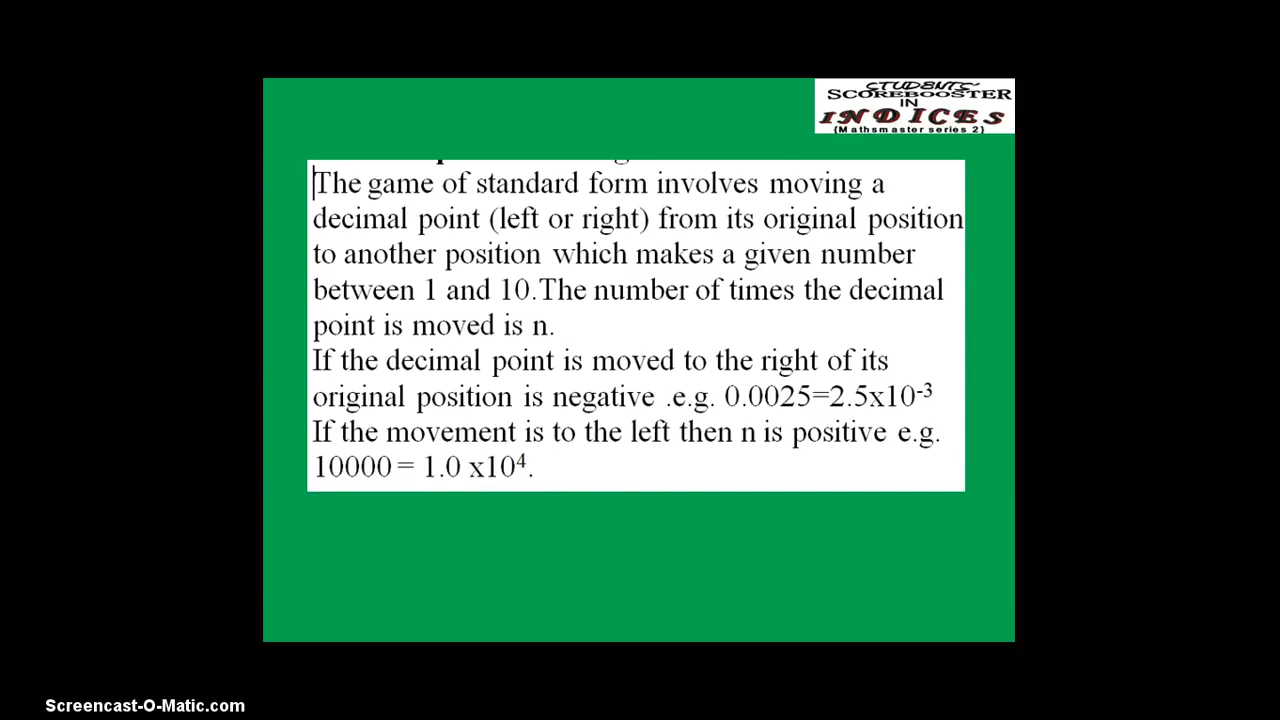 STUDENTS
SCOREBOOSTER
IN
INDICES
(Mathsmaster series 2)
The game of standard form involves moving a
decimal point (left or right) from its original position
to another position which makes a given number
between 1 and 10.The number of times the decimal
point is moved is n.
If the decimal point is moved to the right of its
original position is negative .e.g. 0.0025=2.5x10⁻³
If the movement is to the left then n is positive e.g.
10000 = 1.0 x10⁴.
Screencast-O-Matic.com